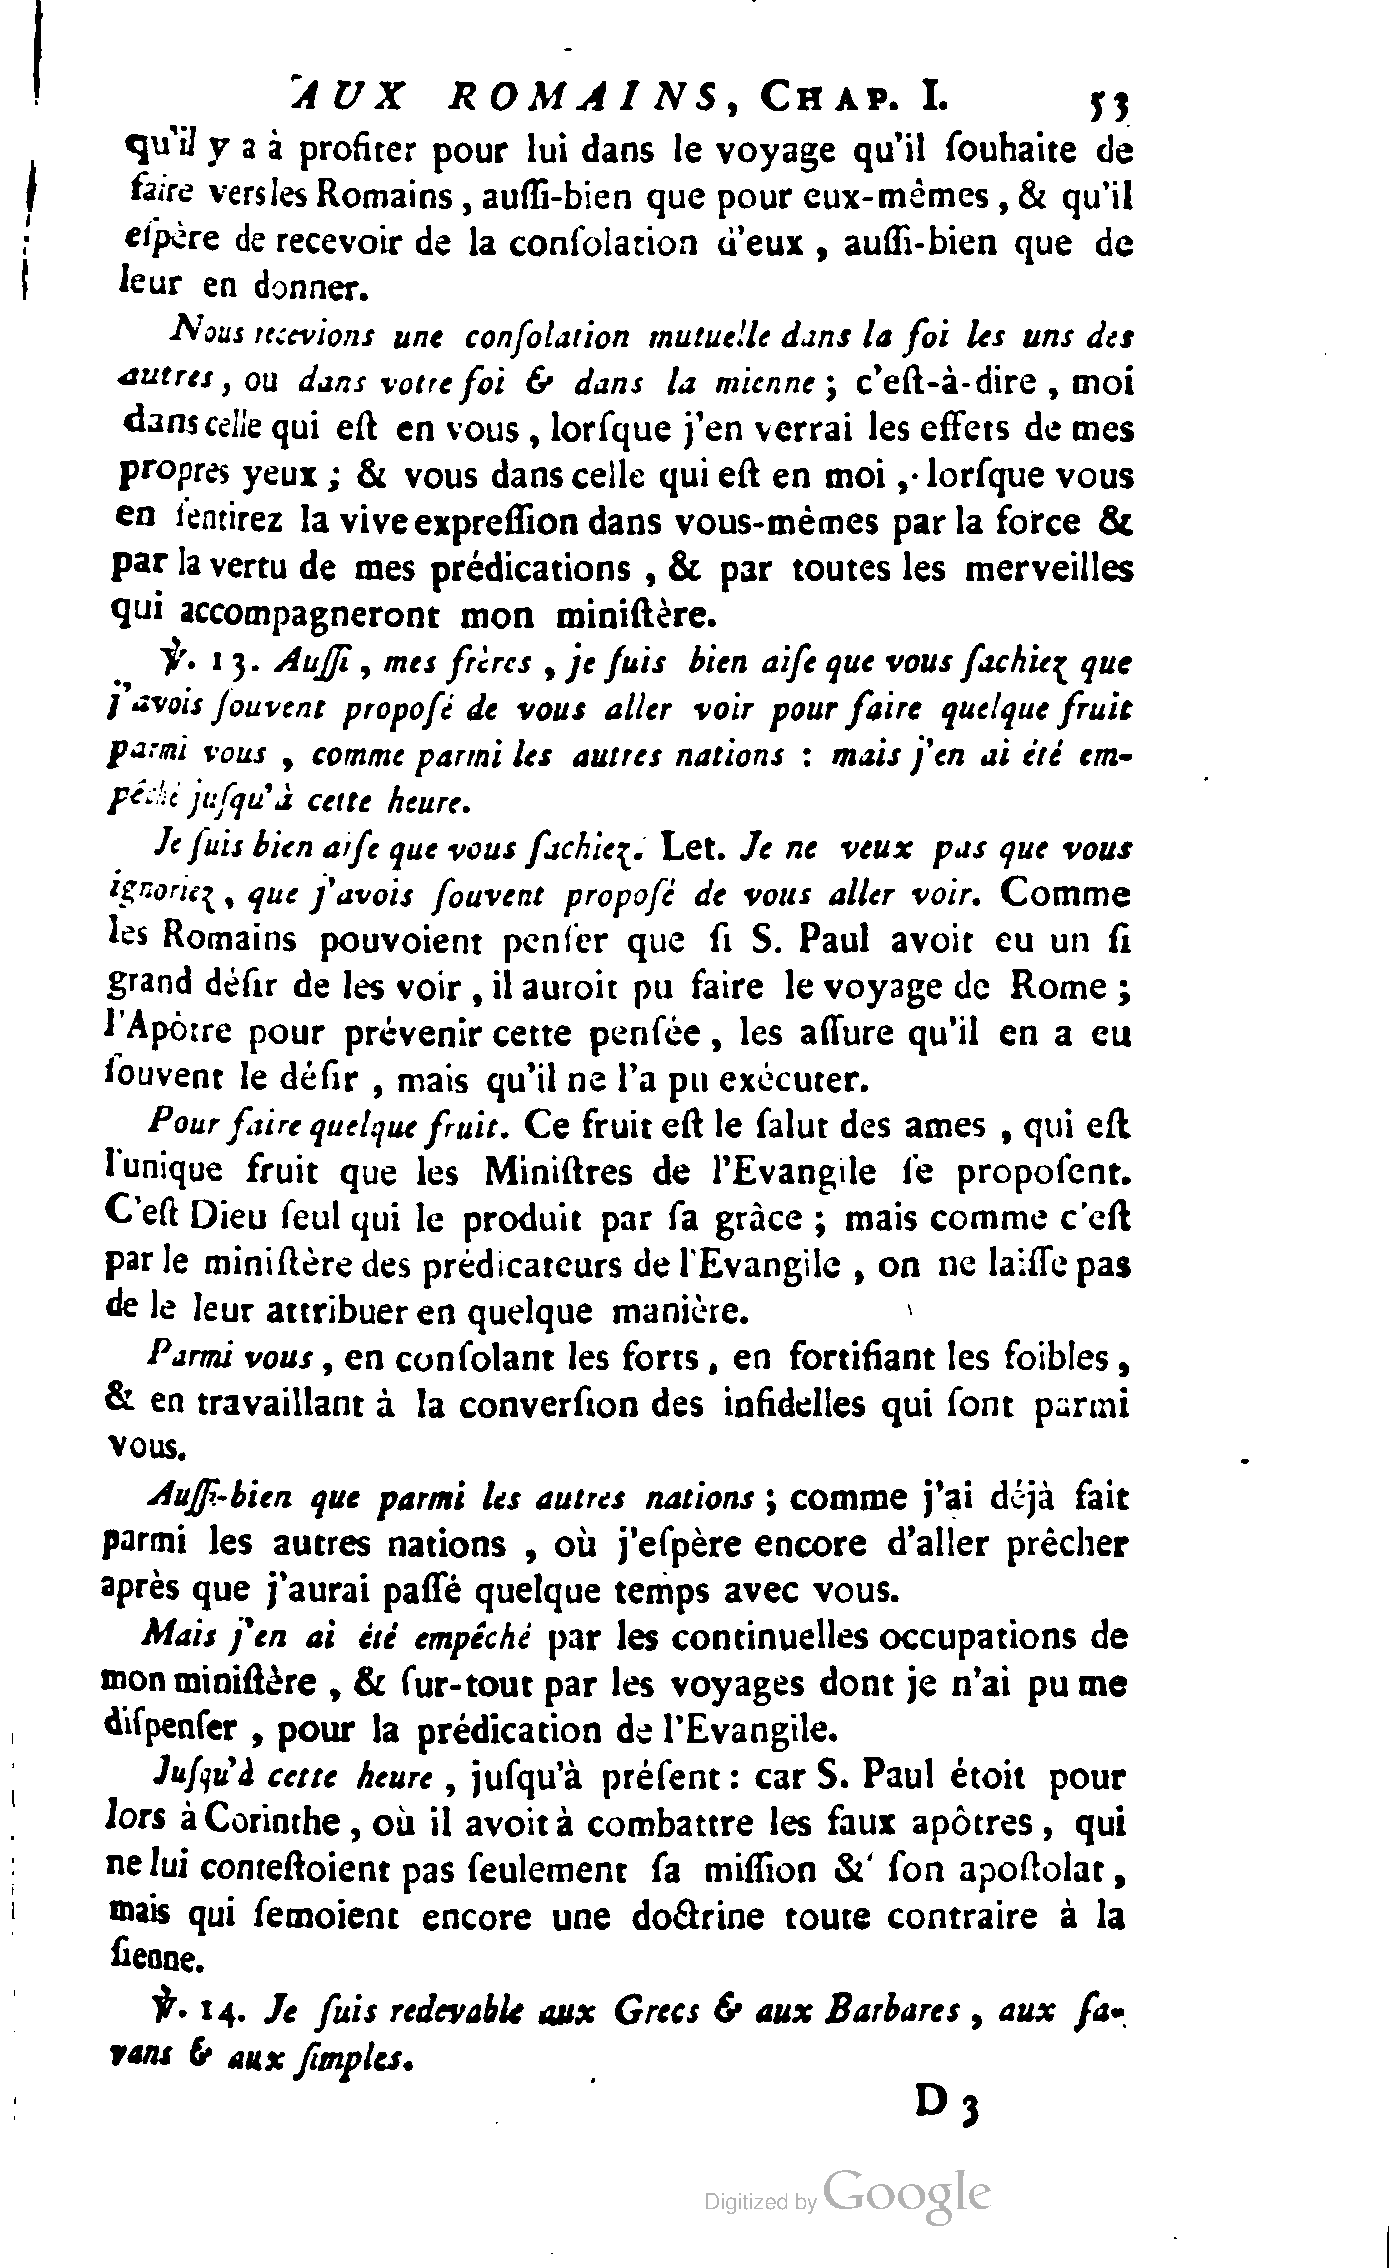 AUX ROMAINS, CHAP. I. 53
qu'il y a à profiter pour lui dans le voyage qu'il ſouhaite de
faire vers les Romains, auſſi-bien que pour eux-mêmes, & qu'il
eſpère de recevoir de la conſolation d'eux, auſſi-bien que de
leur en donner.
Nous recevions une conſolation mutuelle dans la foi les uns des
autres, ou dans votre foi & dans la mienne; c'eſt-à-dire, moi
dans celle qui eſt en vous, lorſque j'en verrai les effets de mes
propres yeux; & vous dans celle qui eſt en moi, lorſque vous
en ſentirez la vive expreſſion dans vous-mêmes par la force &
par la vertu de mes prédications, & par toutes les merveilles
qui accompagneront mon miniſtère.
℣. 13. Auſſi, mes frères, je ſuis bien aiſe que vous ſachiez que
j'avois ſouvent propoſé de vous aller voir pour faire quelque fruit
parmi vous, comme parmi les autres nations : mais j'en ai été em-
pêché juſqu'à cette heure.
Je ſuis bien aiſe que vous ſachiez. Let. Je ne veux pas que vous
ignoriez, que j'avois ſouvent propoſé de vous aller voir. Comme
les Romains pouvoient penſer que ſi S. Paul avoit eu un ſi
grand déſir de les voir, il auroit pu faire le voyage de Rome;
l'Apôtre pour prévenir cette penſée, les aſſure qu'il en a eu
ſouvent le déſir, mais qu'il ne l'a pu exécuter.
Pour faire quelque fruit. Ce fruit eſt le ſalut des ames, qui eſt
l'unique fruit que les Miniſtres de l'Evangile ſe propoſent.
C'eſt Dieu ſeul qui le produit par ſa grâce; mais comme c'eſt
par le miniſtère des prédicateurs de l'Evangile, on ne laiſſe pas
de le leur attribuer en quelque manière.
Parmi vous, en conſolant les forts, en fortifiant les foibles,
& en travaillant à la converſion des infidelles qui ſont parmi
vous.
Auſſi-bien que parmi les autres nations; comme j'ai déjà fait
parmi les autres nations, où j'eſpère encore d'aller prêcher
après que j'aurai paſſé quelque temps avec vous.
Mais j'en ai été empêché par les continuelles occupations de
mon miniſtère, & ſur-tout par les voyages dont je n'ai pu me
diſpenſer, pour la prédication de l'Evangile.
Juſqu'à cette heure, juſqu'à préſent : car S. Paul étoit pour
lors à Corinthe, où il avoit à combattre les faux apôtres, qui
ne lui conteſtoient pas ſeulement ſa miſſion & ſon apoſtolat,
mais qui ſemoient encore une doctrine toute contraire à la
ſienne.
℣. 14. Je ſuis redevable aux Grecs & aux Barbares, aux ſa-
vans & aux ſimples.
D 3
Digitized by Google